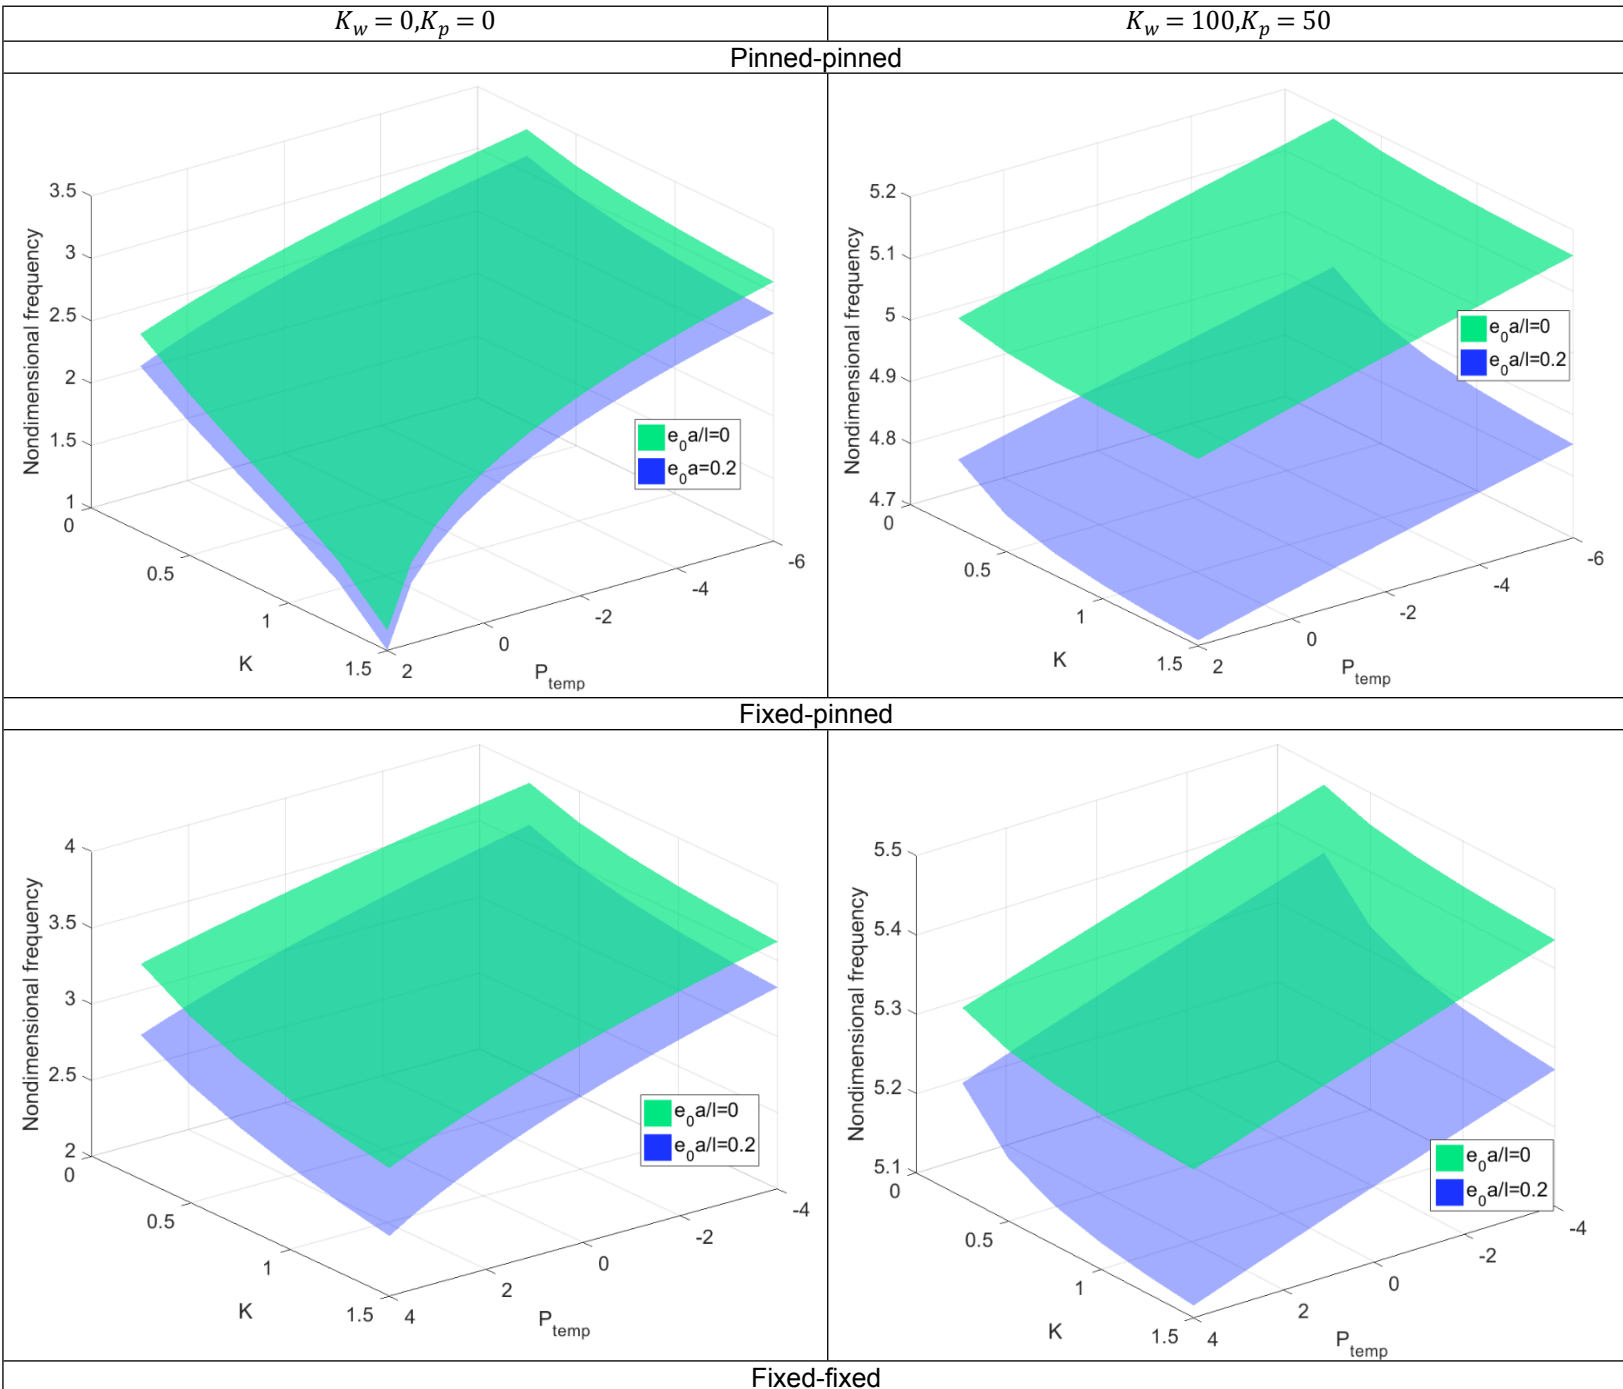 K_w = 0,K_p = 0
K_w = 100,K_p = 50
Pinned-pinned
Nondimensional frequency
3.5
3
2.5
2
1.5
1
0
0.5
1
1.5
K
2
0
-2
-4
-6
P_temp
e_0a/l=0
e_0a=0.2
Nondimensional frequency
5.2
5.1
5
4.9
4.8
4.7
0
0.5
1
1.5
K
2
0
-2
-4
-6
P_temp
e_0a/l=0
e_0a/l=0.2
Fixed-pinned
Nondimensional frequency
4
3.5
3
2.5
2
0
0.5
1
1.5
K
4
2
0
-2
-4
P_temp
e_0a/l=0
e_0a/l=0.2
Nondimensional frequency
5.5
5.4
5.3
5.2
5.1
0
0.5
1
1.5
K
4
2
0
-2
-4
P_temp
e_0a/l=0
e_0a/l=0.2
Fixed-fixed